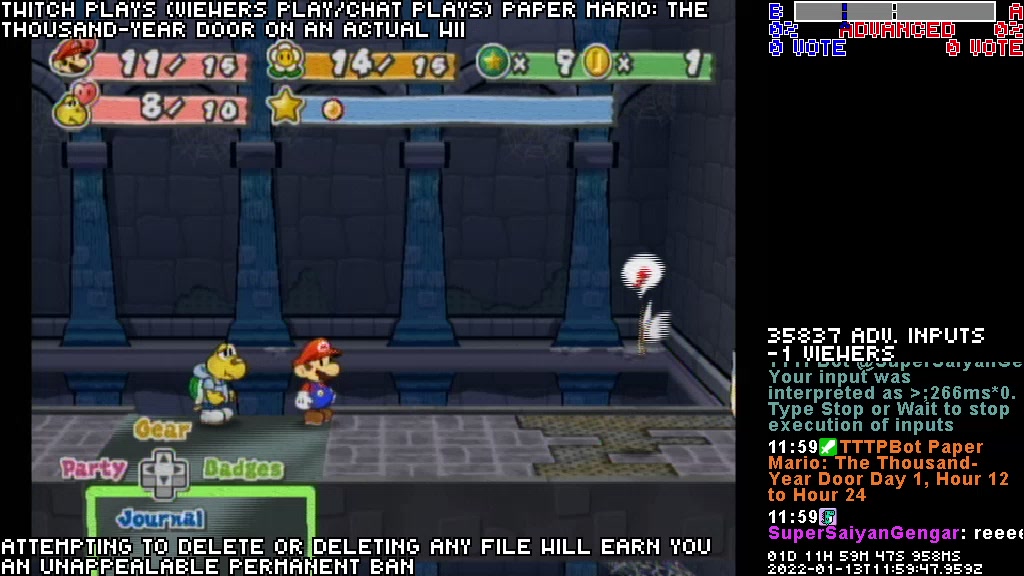 TWITCH PLAYS (VIEWERS PLAY/CHAT PLAYS) PAPER MARIO: THE
THOUSAND-YEAR DOOR ON AN ACTUAL WII
B A
0% ADVANCED 0%
0 VOTE 0 VOTE
11/ 15 14/ 15 × 9 × 1
8/ 10
Gear
Party Badges
Journal
ATTEMPTING TO DELETE OR DELETING ANY FILE WILL EARN YOU
AN UNAPPEALABLE PERMANENT BAN
35837 ADV. INPUTS
-1 VIEWERS
TTTPBot @SuperSaiyanGe
Your input was
interpreted as >;266ms*0.
Type Stop or Wait to stop
execution of inputs
11:59 TTTPBot Paper
Mario: The Thousand-
Year Door Day 1, Hour 12
to Hour 24
11:59
SuperSaiyanGengar: reeee
01D 11H 59M 47S 958MS
2022-01-13T11:59:47.959Z